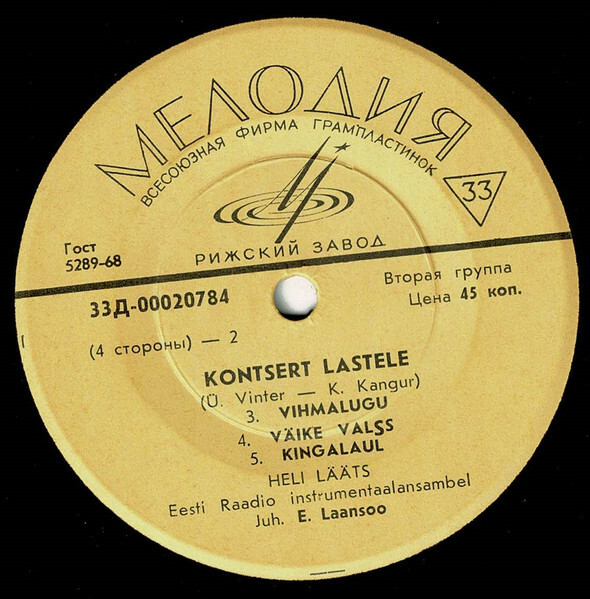 МЕЛОДИЯ
ВСЕСОЮЗНАЯ ФИРМА ГРАМПЛАСТИНОК
33
РИЖСКИЙ ЗАВОД
Гост
5289-68
Вторая группа
Цена 45 коп.
33Д-00020784
(4 стороны) — 2
KONTSERT LASTELE
(Ü. Vinter — K. Kangur)
3. VIHMALUGU
4. VÄIKE VALSS
5. KINGALAUL
HELI LÄÄTS
Eesti Raadio instrumentaalansambel
Juh. E. Laansoo